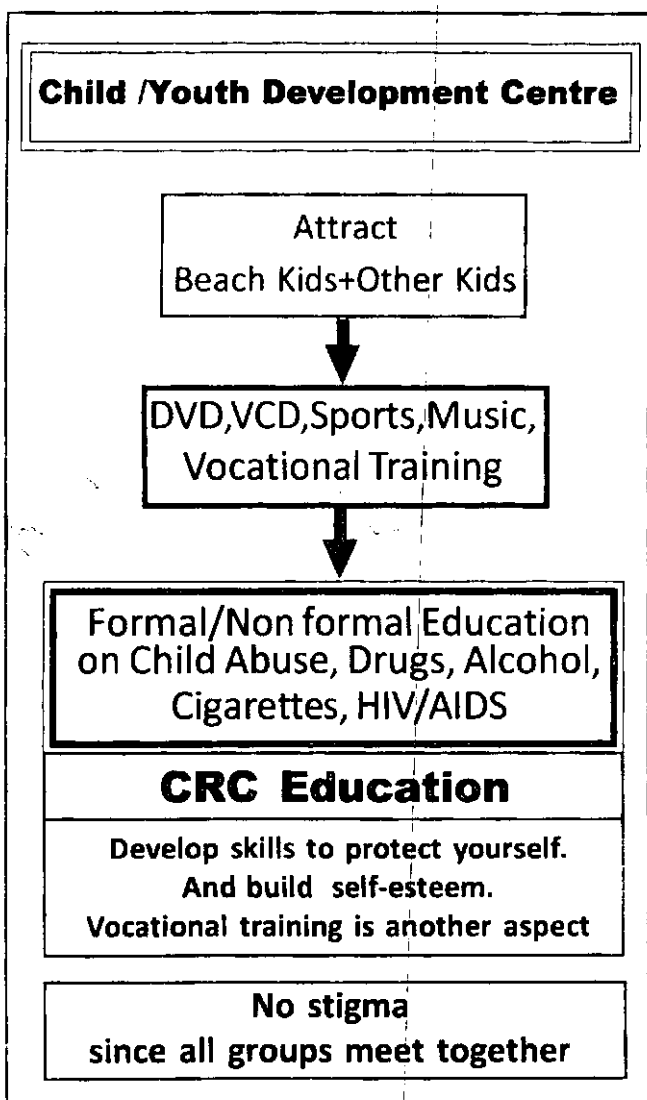 Child /Youth Development Centre
Attract
Beach Kids+Other Kids
DVD,VCD,Sports,Music,
Vocational Training
Formal/Non formal Education
on Child Abuse, Drugs, Alcohol,
Cigarettes, HIV/AIDS
CRC Education
Develop skills to protect yourself.
And build self-esteem.
Vocational training is another aspect
No stigma
since all groups meet together